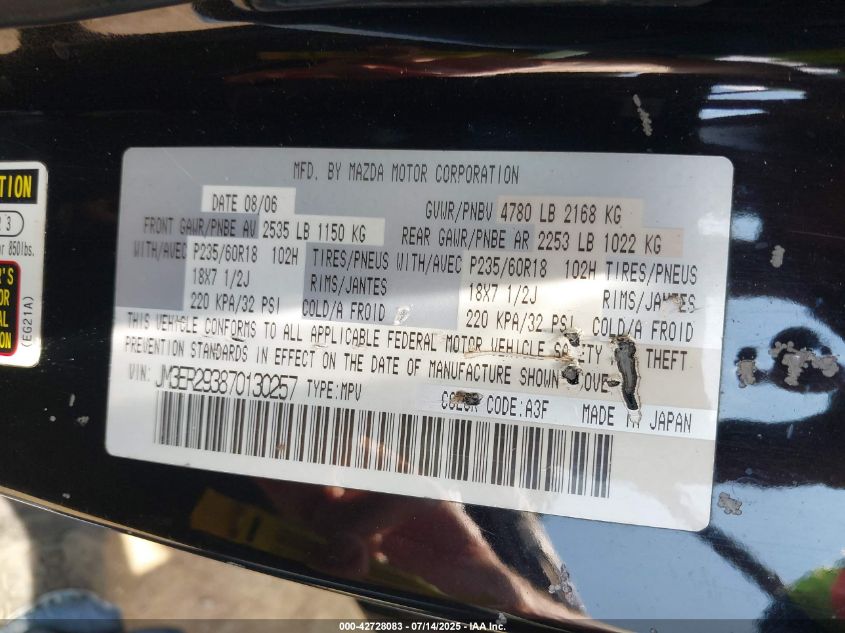 TION
R 3
r 850lbs.
R'S
OR
AL
ON
(EG21A)
MFD. BY MAZDA MOTOR CORPORATION
DATE 08/06
GVWR/PNBV 4780 LB 2168 KG
FRONT GAWR/PNBE AV 2535 LB 1150 KG
REAR GAWR/PNBE AR 2253 LB 1022 KG
WITH/AVEC P235/60R18 102H TIRES/PNEUS
WITH/AVEC P235/60R18 102H TIRES/PNEUS
18X7 1/2J RIMS/JANTES
18X7 1/2J RIMS/JANTES
220 KPA/32 PSI COLD/A FROID
220 KPA/32 PSI COLD/A FROID
THIS VEHICLE CONFORMS TO ALL APPLICABLE FEDERAL MOTOR VEHICLE SAFETY THEFT
PREVENTION STANDARDS IN EFFECT ON THE DATE OF MANUFACTURE SHOWN OVE
VIN: JM3ER293870130257 TYPE:MPV
COLOR CODE:A3F MADE IN JAPAN
000-42728083 - 07/14/2025 - IAA Inc.